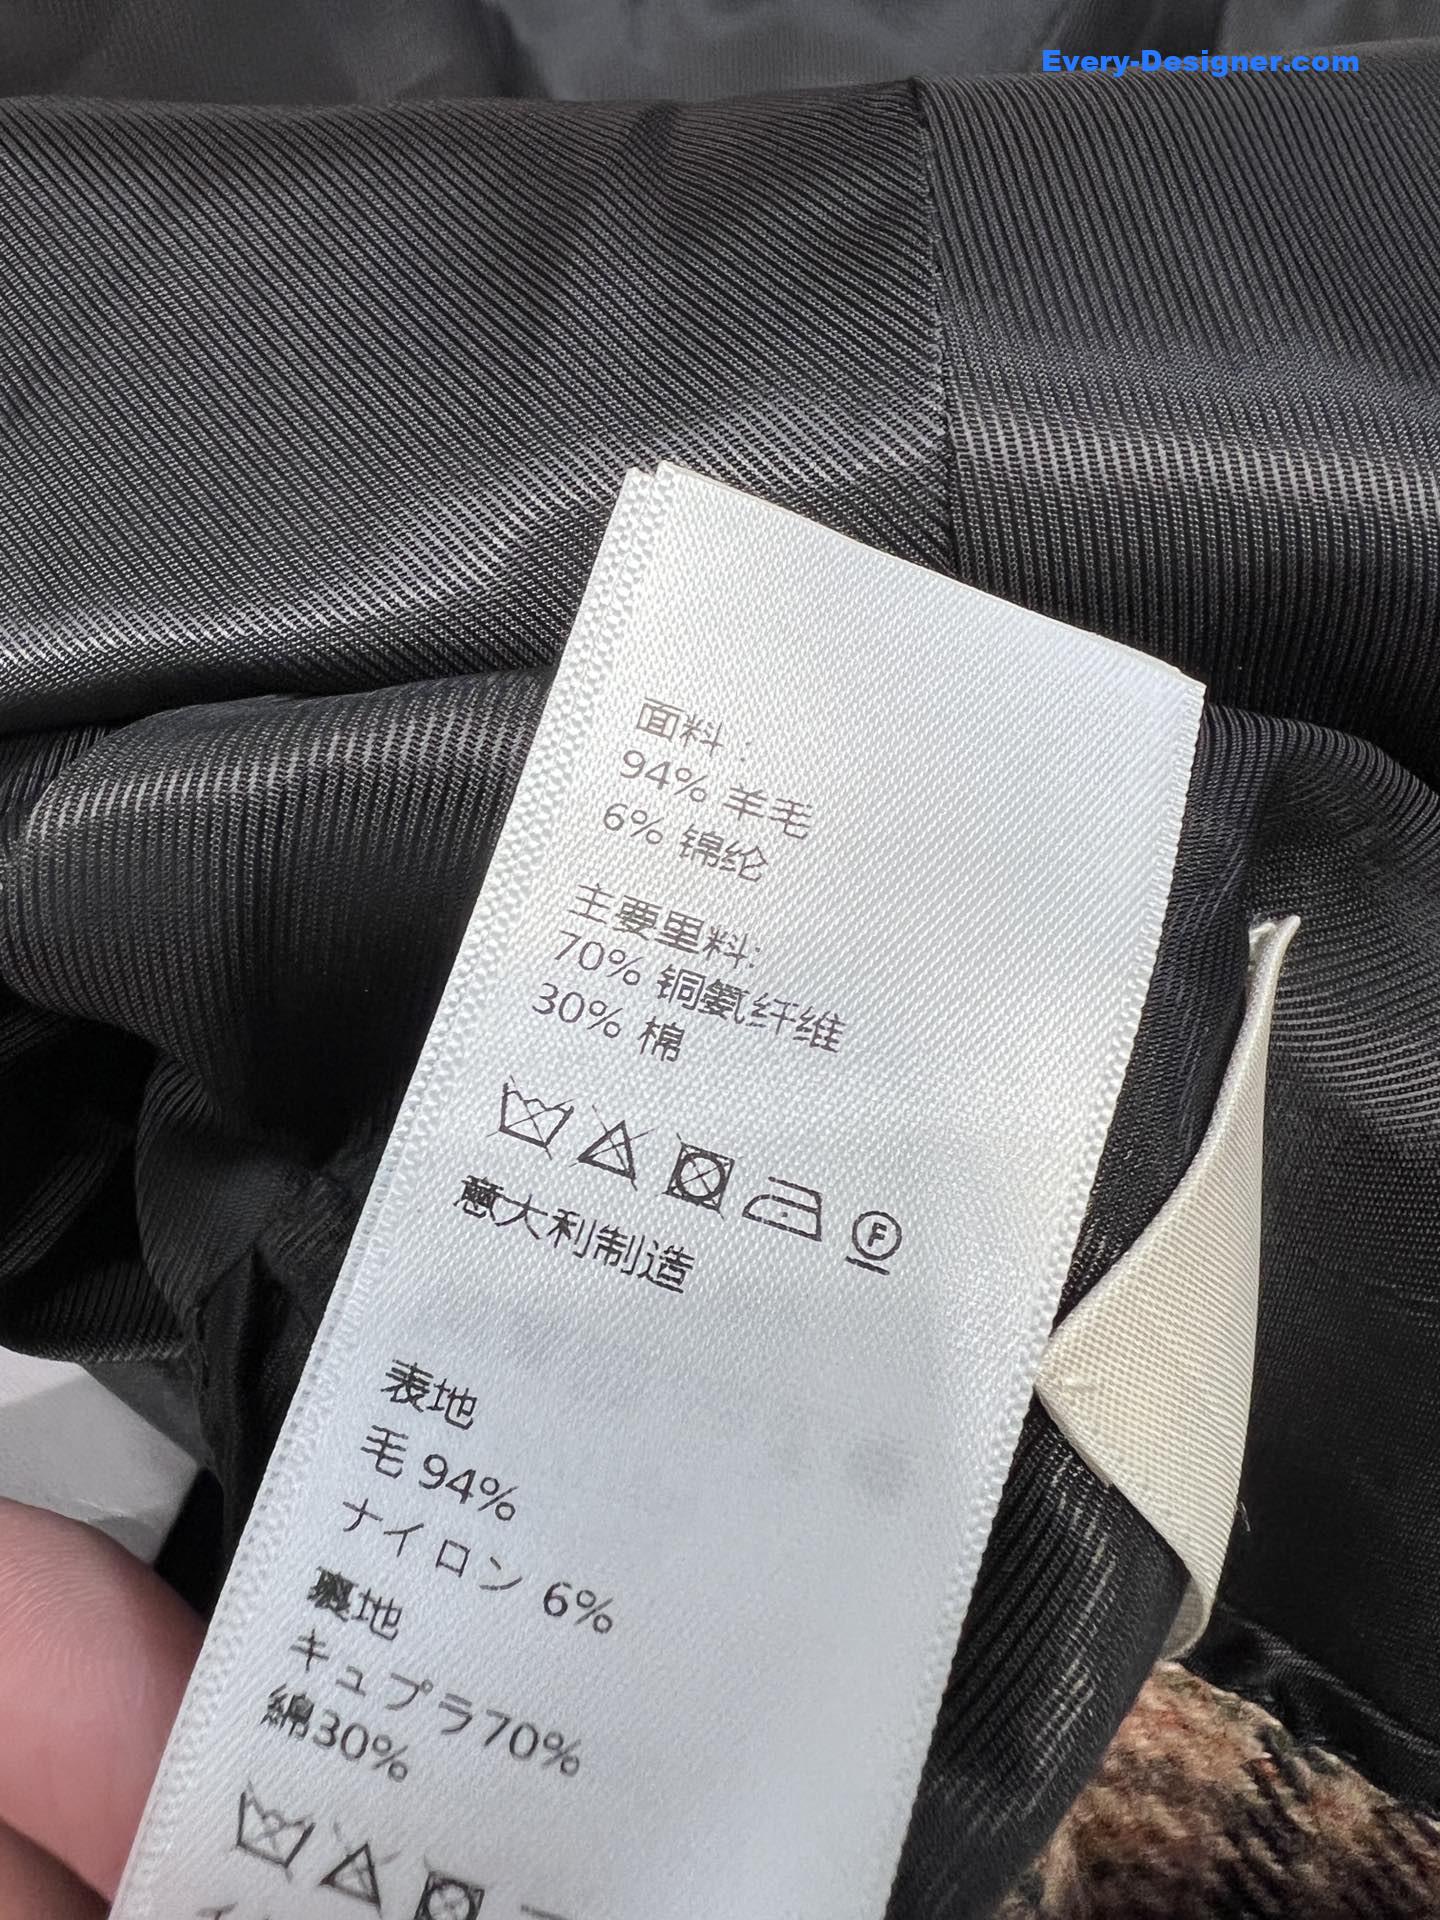 Every-Designer.com
面料：
94% 羊毛
6% 锦纶
主要里料:
70% 铜氨纤维
30% 棉
F
意大利制造
表地
毛 94%
ナイロン 6%
裏地
キュプラ70%
綿30%